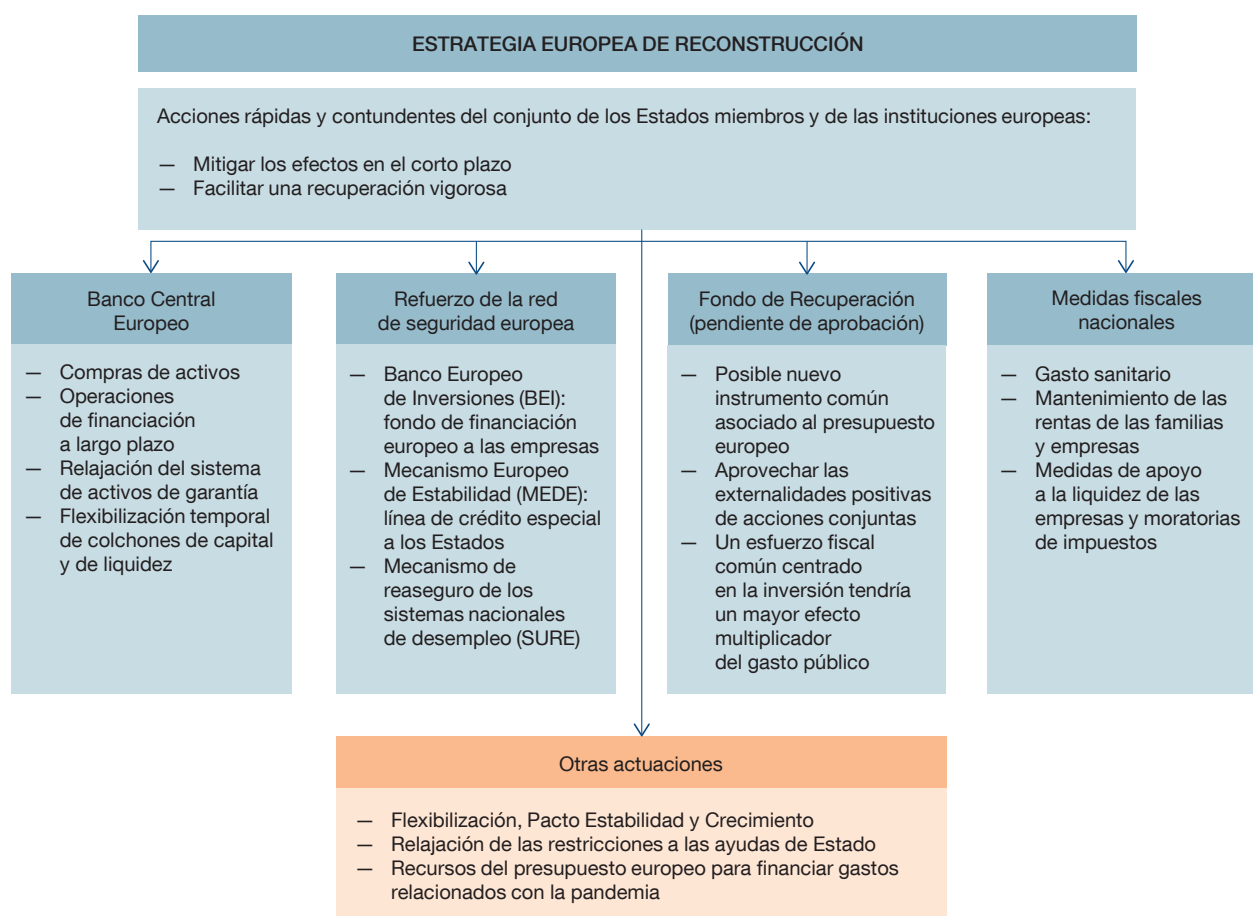 ESTRATEGIA EUROPEA DE RECONSTRUCCIÓN
Acciones rápidas y contundentes del conjunto de los Estados miembros y de las instituciones europeas:
— Mitigar los efectos en el corto plazo
— Facilitar una recuperación vigorosa
Banco Central
Europeo
— Compras de activos
— Operaciones
de financiación
a largo plazo
— Relajación del sistema
de activos de garantía
— Flexibilización temporal
de colchones de capital
y de liquidez
Refuerzo de la red
de seguridad europea
— Banco Europeo
de Inversiones (BEI):
fondo de financiación
europeo a las empresas
— Mecanismo Europeo
de Estabilidad (MEDE):
línea de crédito especial
a los Estados
— Mecanismo de
reaseguro de los
sistemas nacionales
de desempleo (SURE)
Fondo de Recuperación
(pendiente de aprobación)
— Posible nuevo
instrumento común
asociado al presupuesto
europeo
— Aprovechar las
externalidades positivas
de acciones conjuntas
— Un esfuerzo fiscal
común centrado
en la inversión tendría
un mayor efecto
multiplicador
del gasto público
Medidas fiscales
nacionales
— Gasto sanitario
— Mantenimiento de las
rentas de las familias
y empresas
— Medidas de apoyo
a la liquidez de las
empresas y moratorias
de impuestos
Otras actuaciones
— Flexibilización, Pacto Estabilidad y Crecimiento
— Relajación de las restricciones a las ayudas de Estado
— Recursos del presupuesto europeo para financiar gastos
relacionados con la pandemia